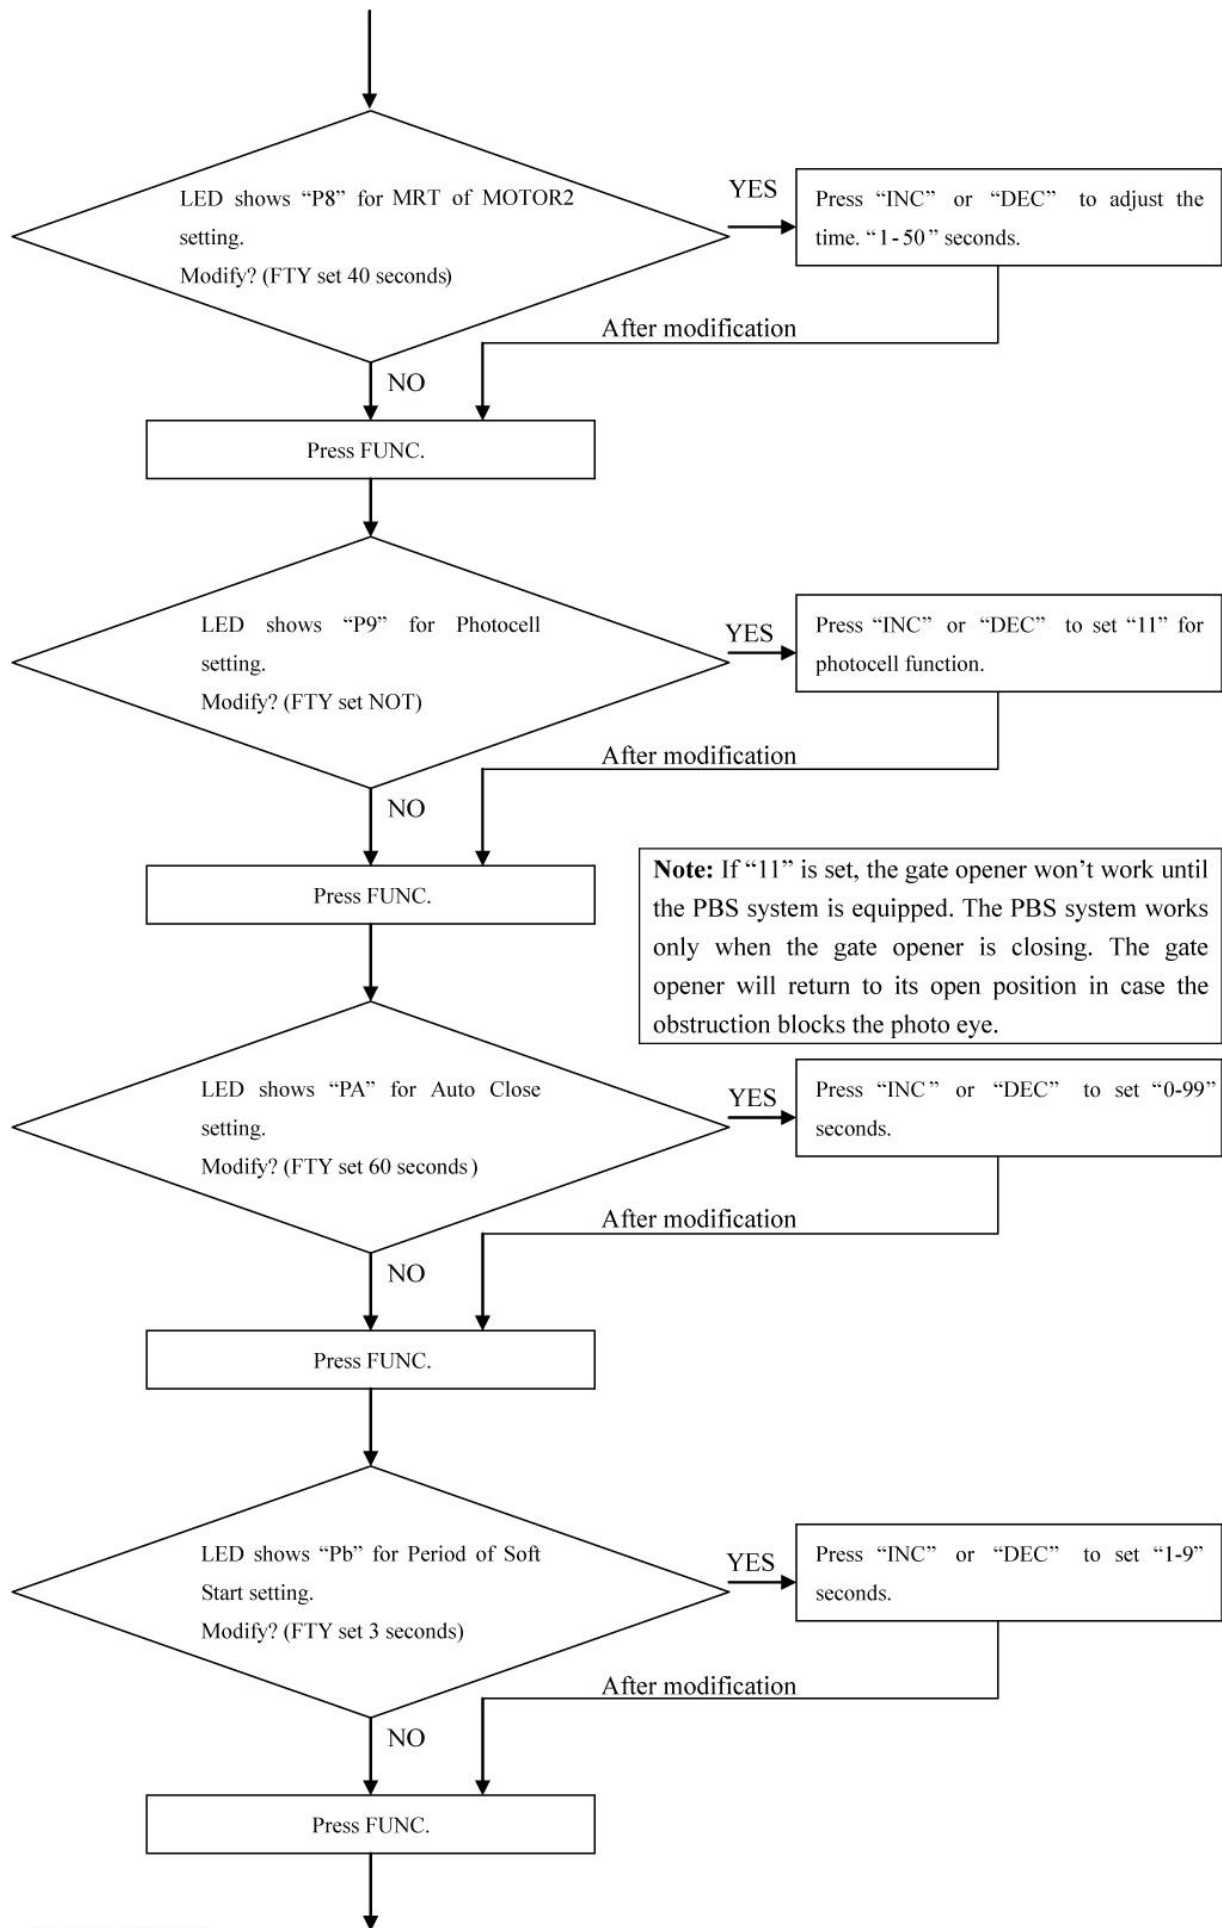 LED shows “P8” for MRT of MOTOR2
setting.
Modify? (FTY set 40 seconds)
YES
Press “INC” or “DEC” to adjust the
time. “1-50” seconds.
After modification
NO
Press FUNC.
LED shows “P9” for Photocell
setting.
Modify? (FTY set NOT)
YES
Press “INC” or “DEC” to set “11” for
photocell function.
After modification
NO
Press FUNC.
Note: If “11” is set, the gate opener won’t work until
the PBS system is equipped. The PBS system works
only when the gate opener is closing. The gate
opener will return to its open position in case the
obstruction blocks the photo eye.
LED shows “PA” for Auto Close
setting.
Modify? (FTY set 60 seconds)
YES
Press “INC” or “DEC” to set “0-99”
seconds.
After modification
NO
Press FUNC.
LED shows “Pb” for Period of Soft
Start setting.
Modify? (FTY set 3 seconds)
YES
Press “INC” or “DEC” to set “1-9”
seconds.
After modification
NO
Press FUNC.